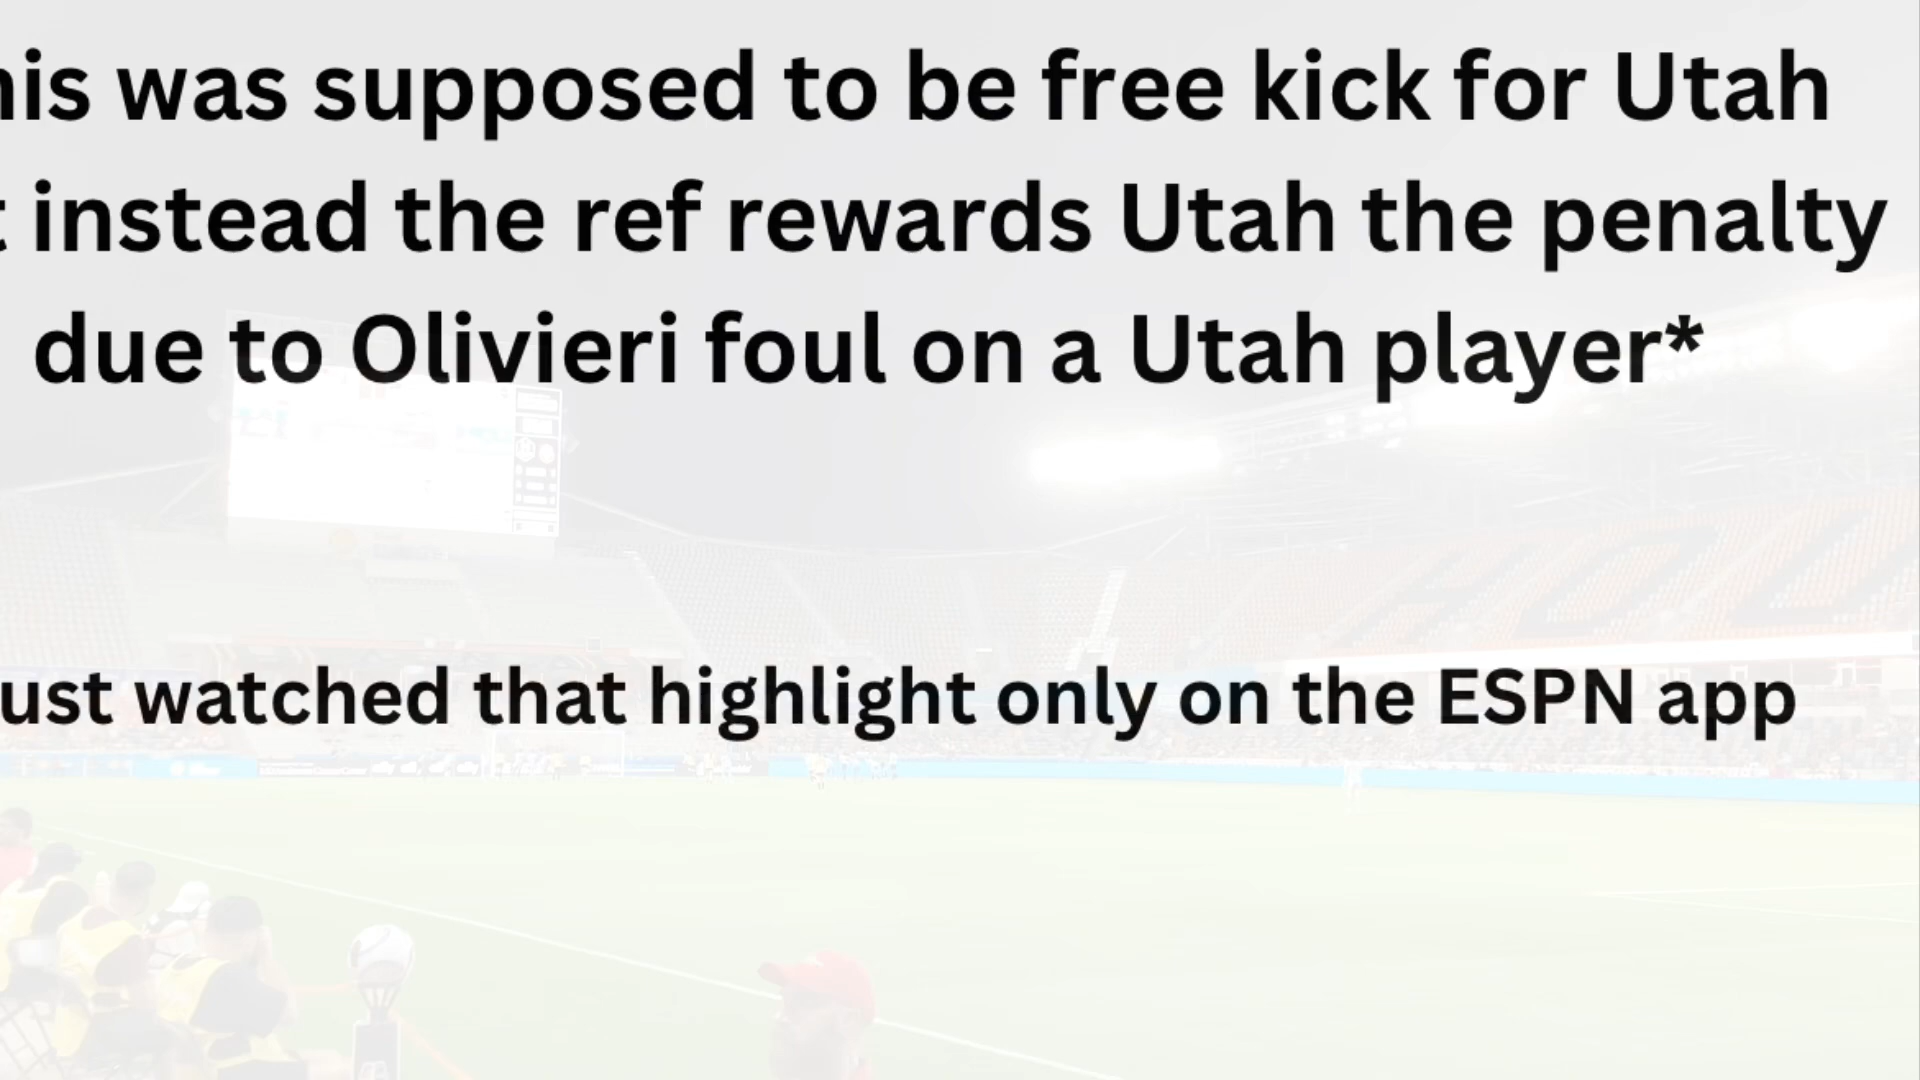 his was supposed to be free kick for Utah
t instead the ref rewards Utah the penalty
due to Olivieri foul on a Utah player*
ust watched that highlight only on the ESPN app
HOU